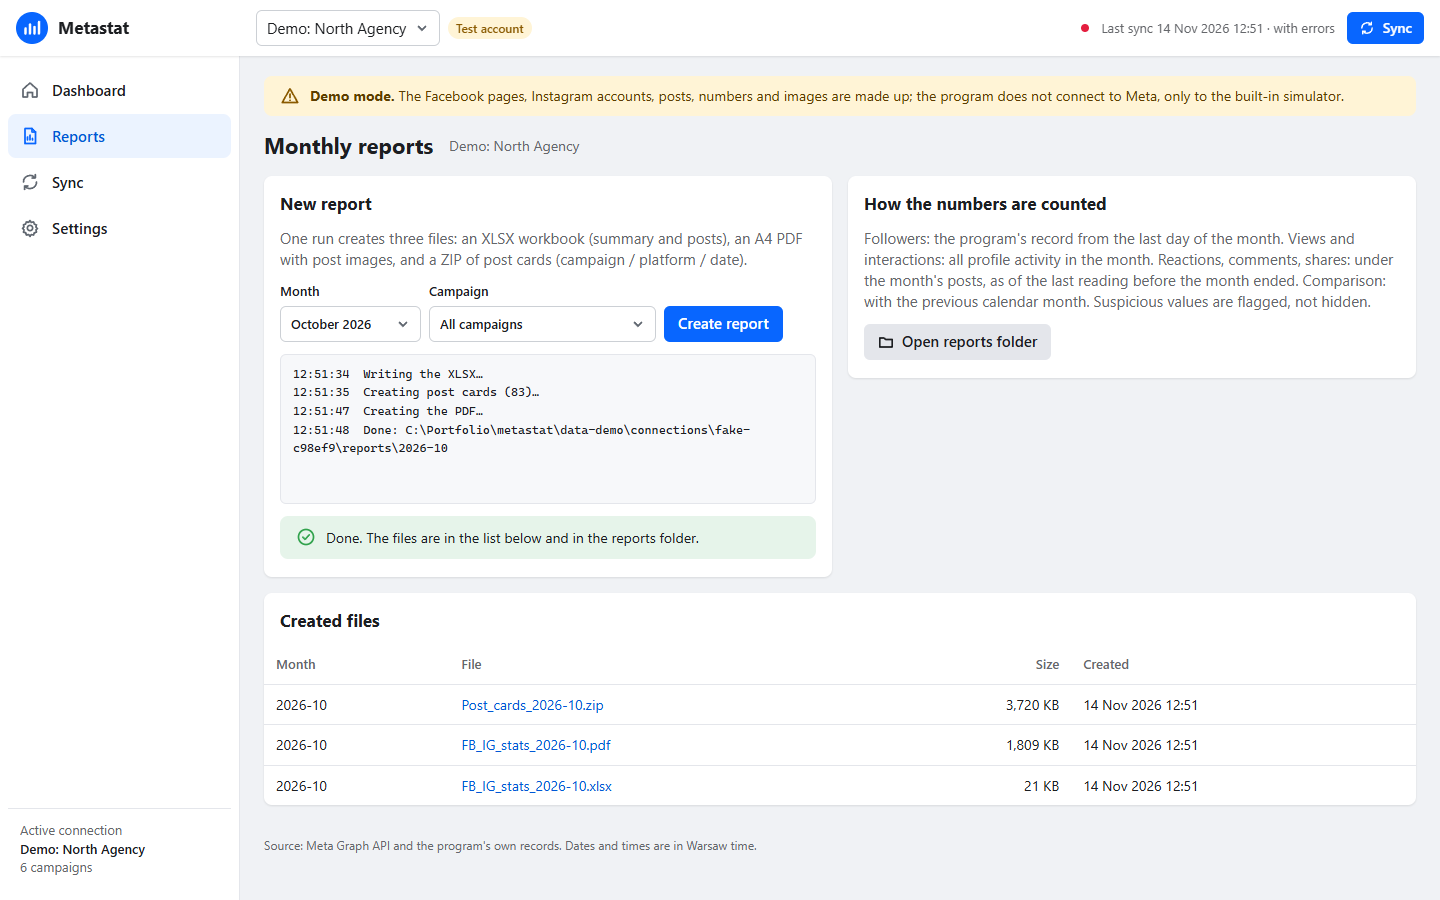 Metastat
Demo: North Agency
Test account
Last sync 14 Nov 2026 12:51 · with errors
Sync
Dashboard
Reports
Sync
Settings
Demo mode. The Facebook pages, Instagram accounts, posts, numbers and images are made up; the program does not connect to Meta, only to the built-in simulator.
Monthly reports
Demo: North Agency
New report
One run creates three files: an XLSX workbook (summary and posts), an A4 PDF
with post images, and a ZIP of post cards (campaign / platform / date).
Month
Campaign
October 2026
All campaigns
Create report
12:51:34 Writing the XLSX…
12:51:35 Creating post cards (83)…
12:51:47 Creating the PDF…
12:51:48 Done: C:\Portfolio\metastat\data-demo\connections\fake-
c98ef9\reports\2026-10
Done. The files are in the list below and in the reports folder.
How the numbers are counted
Followers: the program's record from the last day of the month. Views and
interactions: all profile activity in the month. Reactions, comments, shares: under
the month's posts, as of the last reading before the month ended. Comparison:
with the previous calendar month. Suspicious values are flagged, not hidden.
Open reports folder
Created files
Month File Size Created
2026-10 Post_cards_2026-10.zip 3,720 KB 14 Nov 2026 12:51
2026-10 FB_IG_stats_2026-10.pdf 1,809 KB 14 Nov 2026 12:51
2026-10 FB_IG_stats_2026-10.xlsx 21 KB 14 Nov 2026 12:51
Active connection
Demo: North Agency
6 campaigns
Source: Meta Graph API and the program's own records. Dates and times are in Warsaw time.